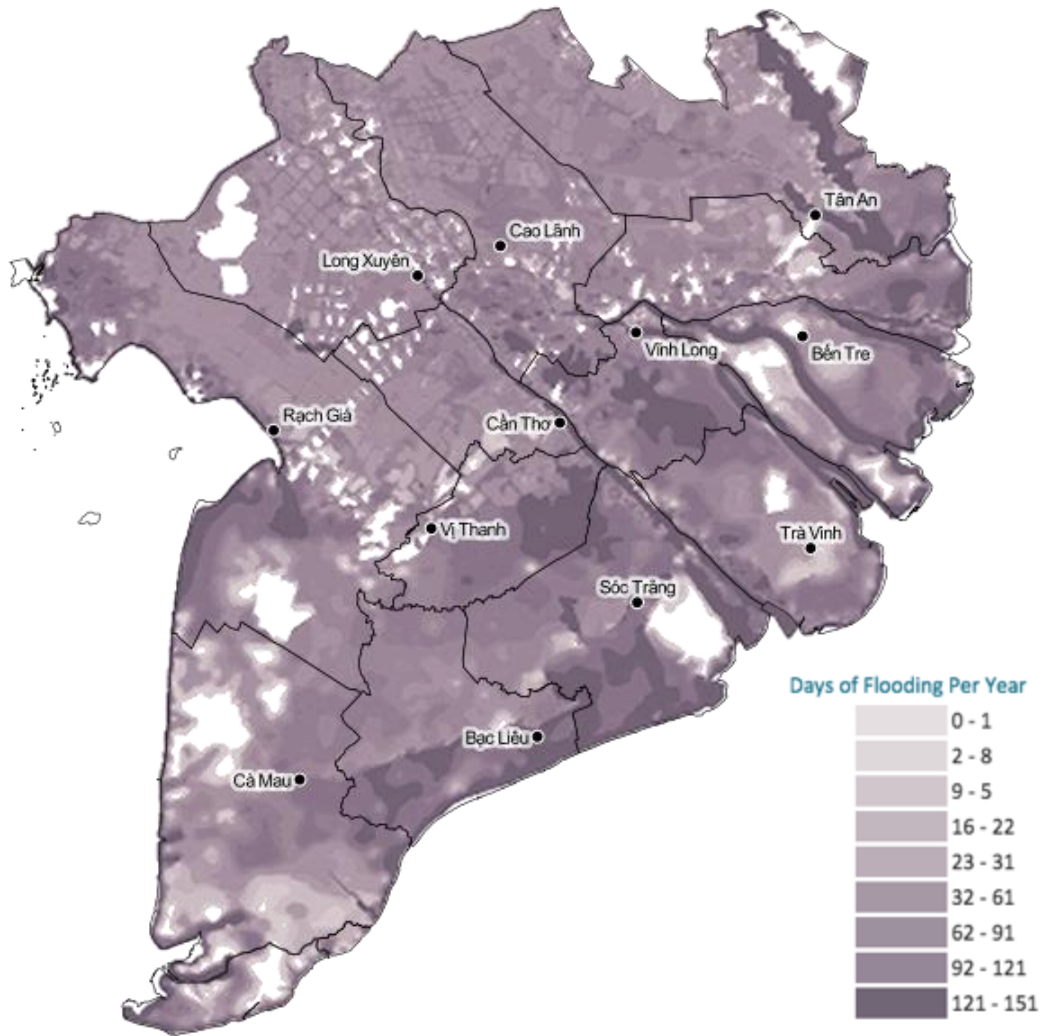 Tân An
Cao Lãnh
Long Xuyên
Vĩnh Long
Bến Tre
Rạch Giá
Cần Thơ
Vị Thanh
Trà Vinh
Sóc Trăng
Bạc Liêu
Cà Mau
Days of Flooding Per Year
0 - 1
2 - 8
9 - 5
16 - 22
23 - 31
32 - 61
62 - 91
92 - 121
121 - 151